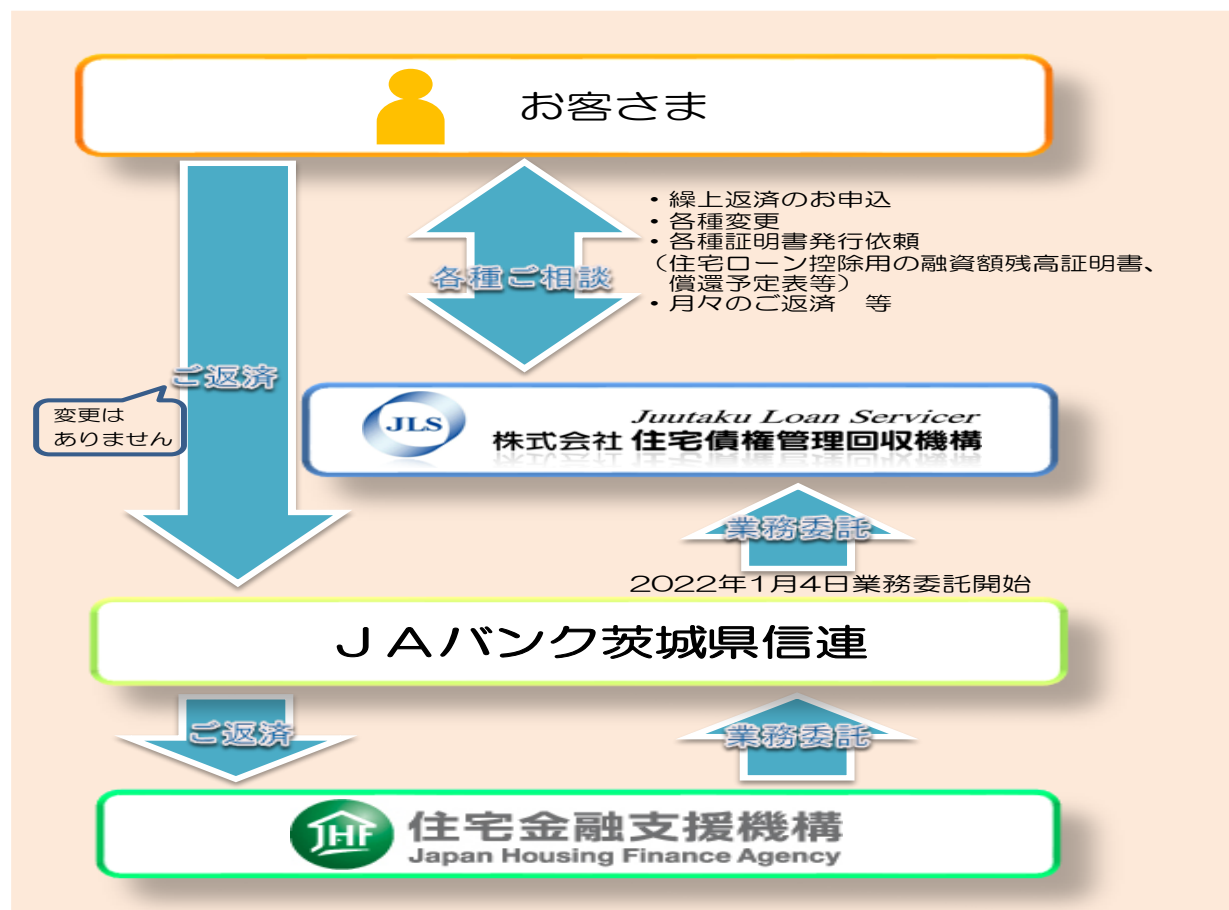 お客さま
・繰上返済のお申込
・各種変更
・各種証明書発行依頼
（住宅ローン控除用の融資額残高証明書、
償還予定表等）
・月々のご返済　等
各種ご相談
ご返済
変更は
ありません
JLS
Juutaku Loan Servicer
株式会社 住宅債権管理回収機構
業務委託
2022年1月4日業務委託開始
ＪＡバンク茨城県信連
ご返済
業務委託
JHF
住宅金融支援機構
Japan Housing Finance Agency